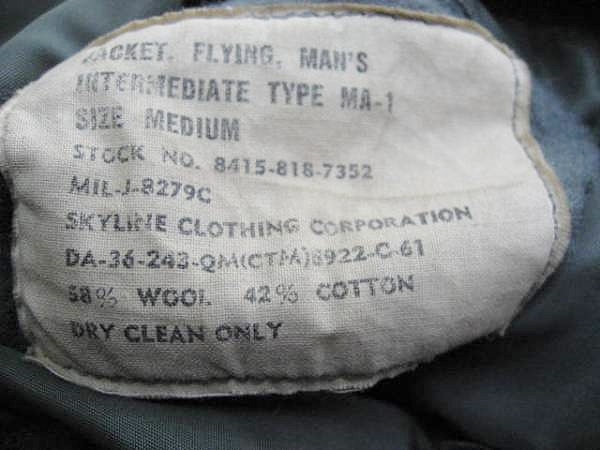 JACKET, FLYING, MAN'S
INTERMEDIATE TYPE MA-1
SIZE MEDIUM
STOCK NO. 8415-818-7352
MIL-J-8279C
SKYLINE CLOTHING CORPORATION
DA-36-243-QM(CTM)8922-C-61
58% WOOL 42% COTTON
DRY CLEAN ONLY